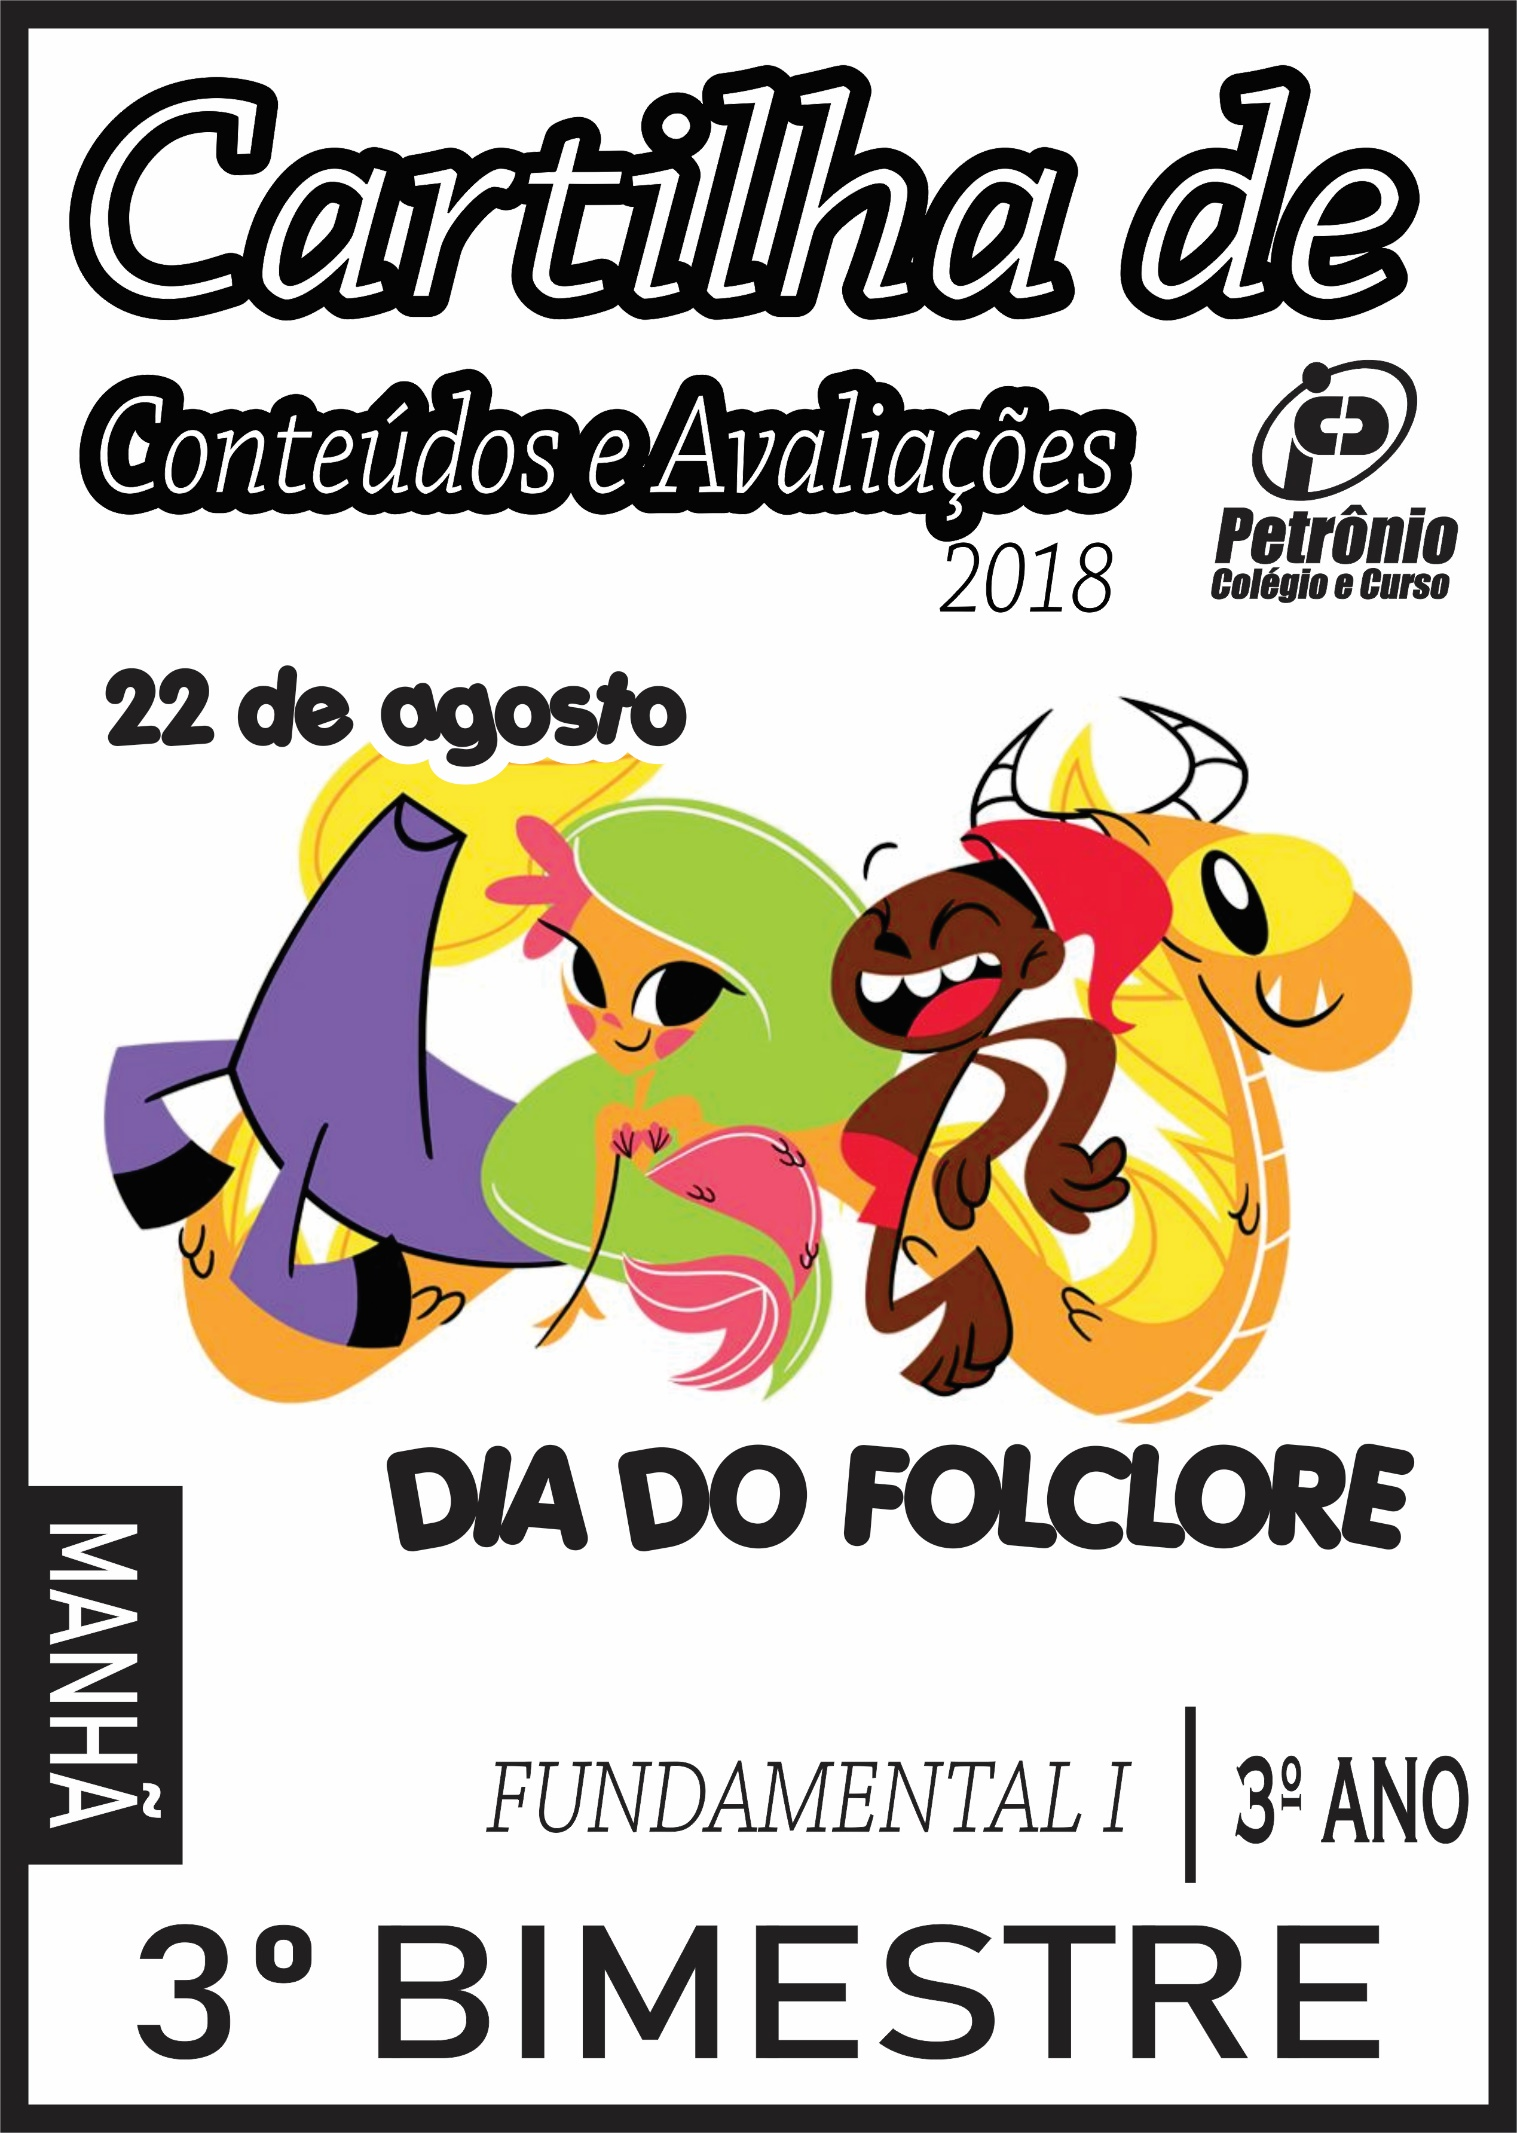 Cartilha de
Conteúdos e Avaliações
2018
Petrônio
Colégio e Curso
22 de agosto
DIA DO FOLCLORE
MANHÃ
FUNDAMENTAL I
3º ANO
3º BIMESTRE